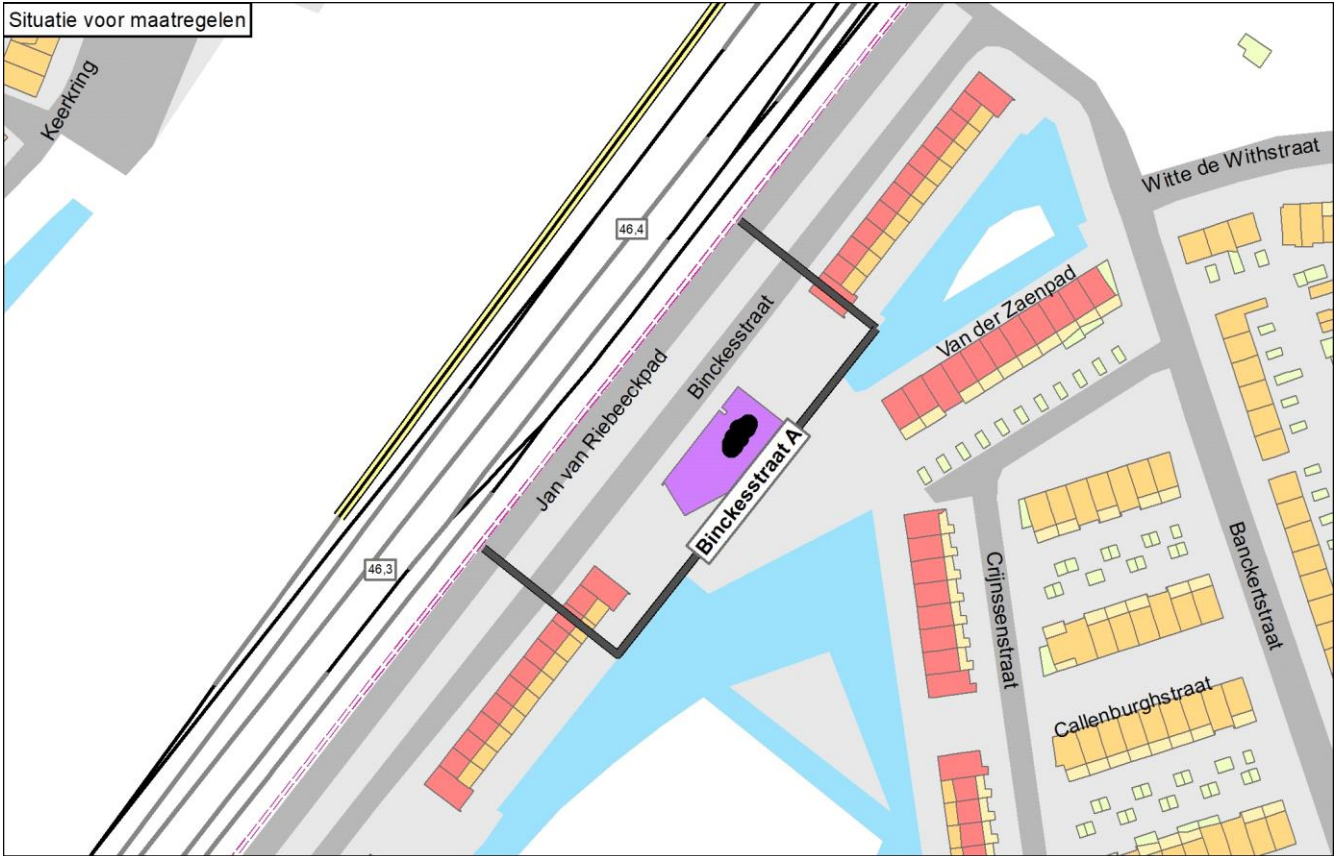 Situatie voor maatregelen
Keerkring
Witte de Withstraat
46,4
Van der Zaenpad
Binckesstraat
Jan van Riebeeckpad
Binckesstraat A
46,3
Crijnssenstraat
Banckertstraat
Callenburghstraat